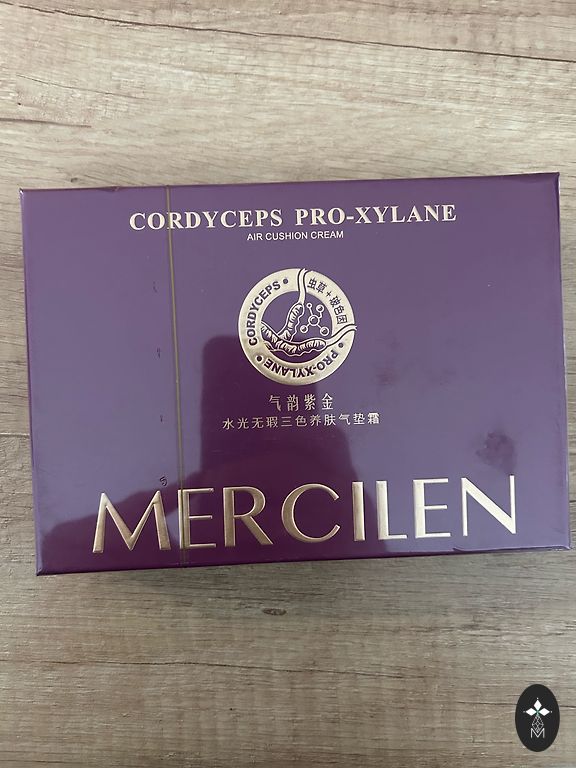 CORDYCEPS PRO-XYLANE
AIR CUSHION CREAM
CORDYCEPS
虫草+玻色因
PRO-XYLANE
气韵紫金
水光无瑕三色养肤气垫霜
MERCILEN
M